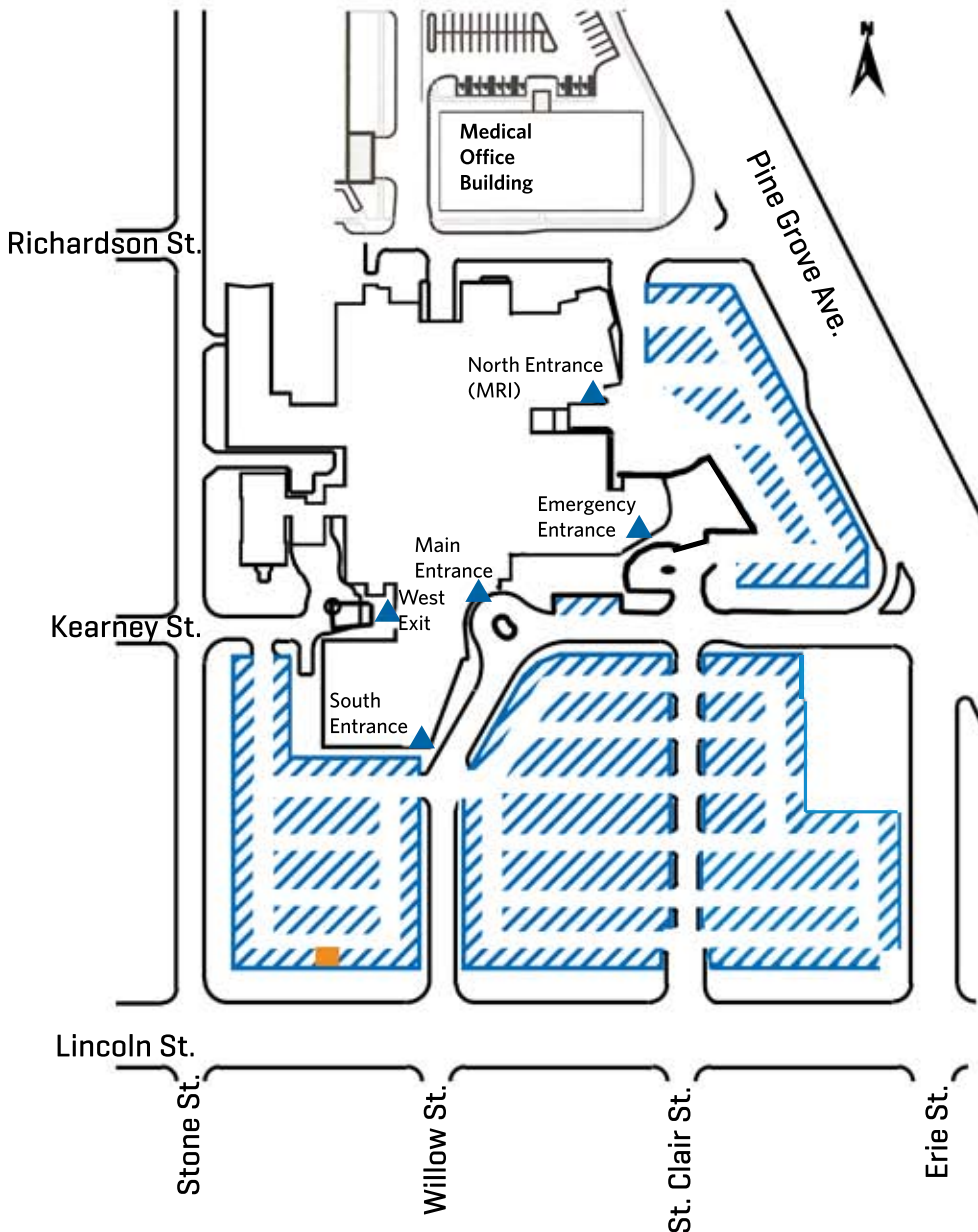 N
Medical
Office
Building
Pine Grove Ave.
Richardson St.
North Entrance
(MRI)
Emergency
Entrance
Main
Entrance
West
Exit
Kearney St.
South
Entrance
Lincoln St.
Stone St.
Willow St.
St. Clair St.
Erie St.